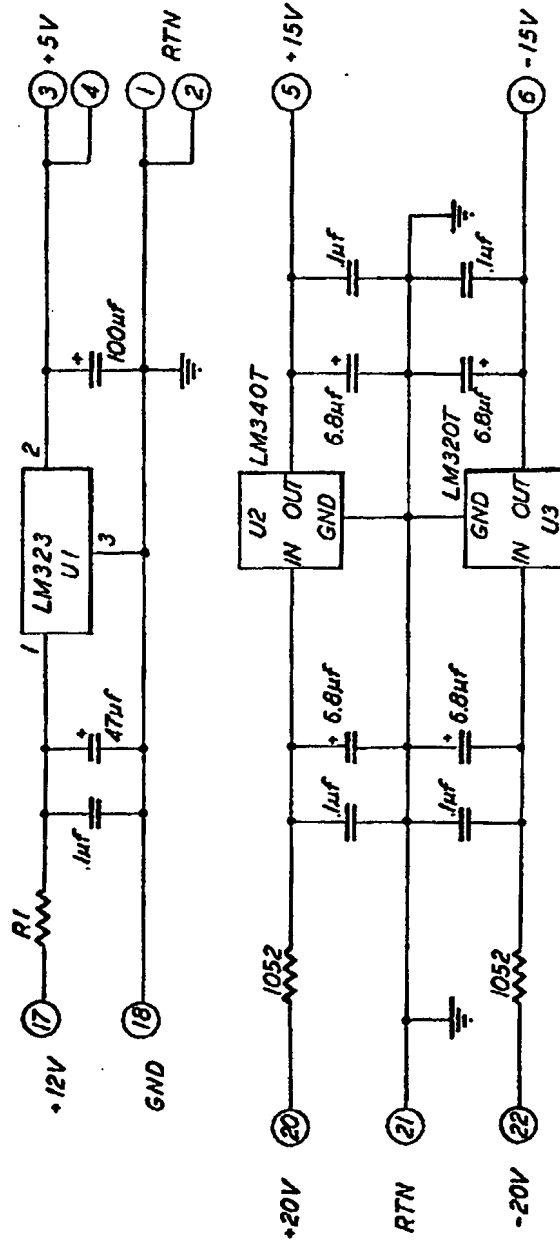 +12V
17
R1
.1µf
47µf
+
1
LM323
U1
2
3
+
100µf
3
+5V
4
1
RTN
2
GND
18
+20V
20
1052
.1µf
+
6.8µf
U2
IN OUT
GND
LM340T
+
6.8µf
.1µf
5
+15V
RTN
21
-20V
22
1052
.1µf
+
6.8µf
GND
IN OUT
U3
LM320T
6.8µf
+
.1µf
6
-15V